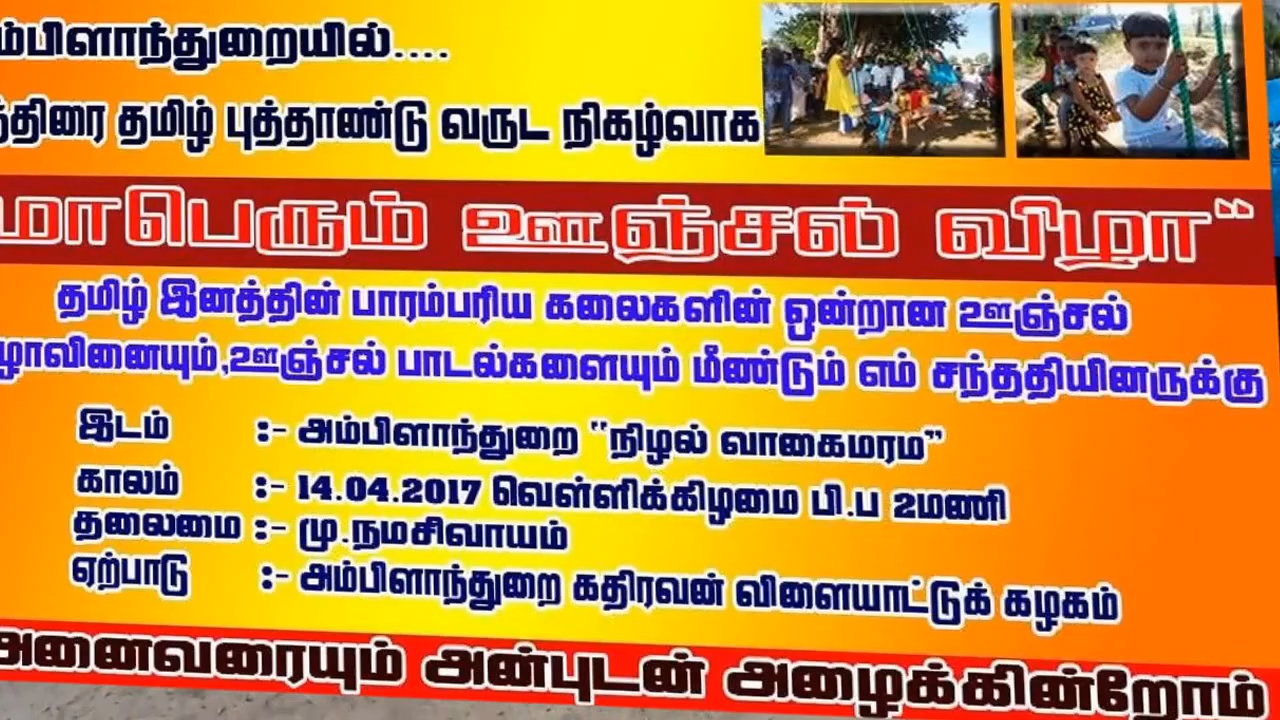 ம்பிளாந்துறையில்....
த்திரை தமிழ் புத்தாண்டு வருட நிகழ்வாக
மாபெரும் ஊஞ்சல் விழா"
தமிழ் இனத்தின் பாரம்பரிய கலைகளின் ஒன்றான ஊஞ்சல்
ழாவினையும்,ஊஞ்சல் பாடல்களையும் மீண்டும் எம் சந்ததியினருக்கு
இடம் :- அம்பிளாந்துறை "நிழல் வாகைமரம"
காலம் :- 14.04.2017 வெள்ளிக்கிழமை பி.ப 2மணி
தலைமை :- மு.நமசிவாயம்
ஏற்பாடு :- அம்பிளாந்துறை கதிரவன் விளையாட்டுக் கழகம்
அனைவரையும் அன்புடன் அழைக்கின்றோம்